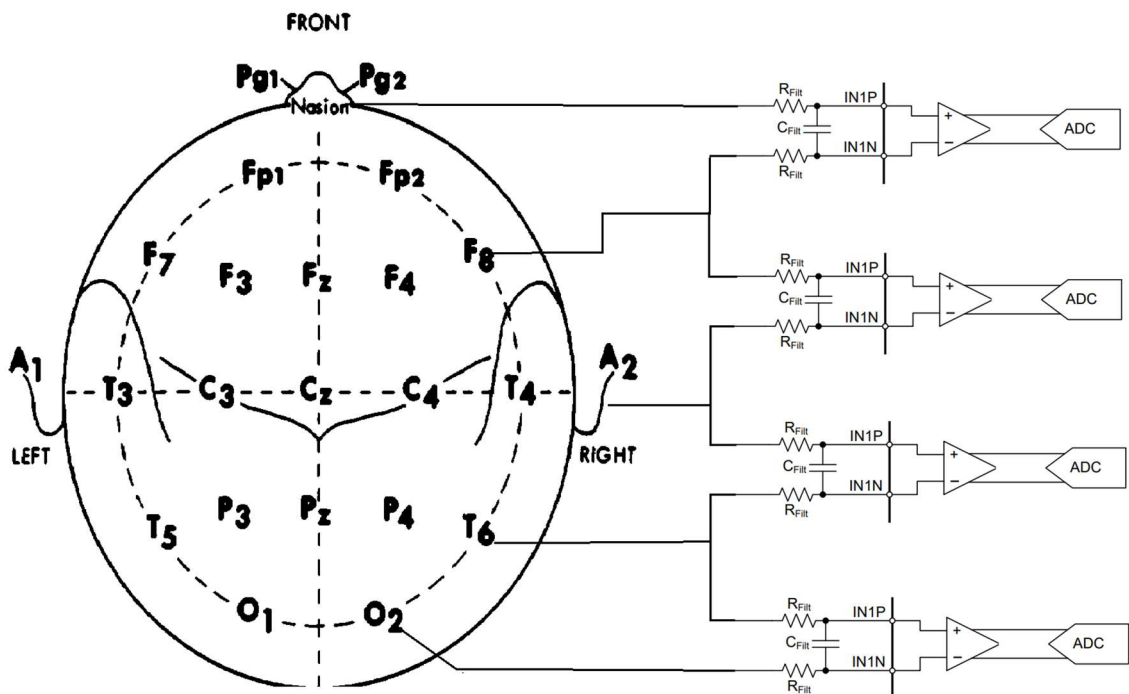 FRONT
Pg1 Pg2
Nasion
Fp1 Fp2
F7 F3 Fz F4 F8
A1 T3 C3 Cz C4 T4 A2
LEFT RIGHT
T5 P3 Pz P4 T6
O1 O2
RFilt IN1P
CFilt + ADC
IN1N −
RFilt
RFilt IN1P
CFilt + ADC
IN1N −
RFilt
RFilt IN1P
CFilt + ADC
IN1N −
RFilt
RFilt IN1P
CFilt + ADC
IN1N −
RFilt